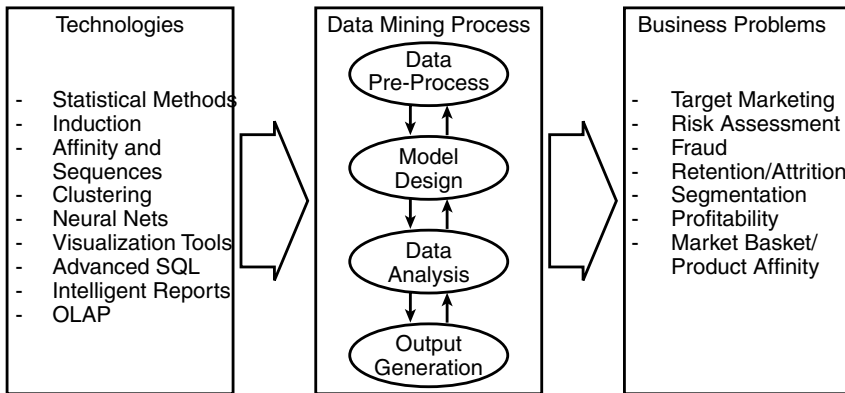 Technologies
- Statistical Methods
- Induction
- Affinity and
Sequences
- Clustering
- Neural Nets
- Visualization Tools
- Advanced SQL
- Intelligent Reports
- OLAP
Data Mining Process
Data
Pre-Process
Model
Design
Data
Analysis
Output
Generation
Business Problems
- Target Marketing
- Risk Assessment
- Fraud
- Retention/Attrition
- Segmentation
- Profitability
- Market Basket/
Product Affinity